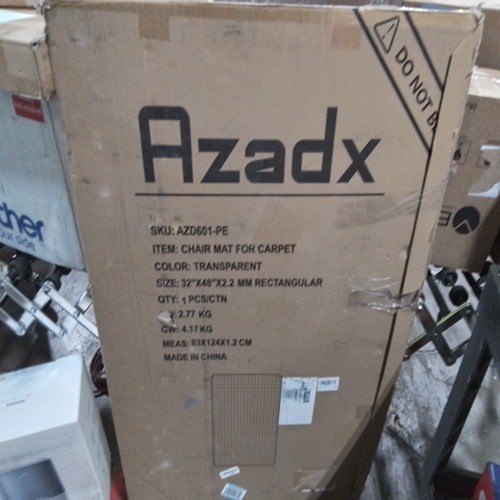 DO NOT
Azadx
SKU: AZD601-PE
ITEM: CHAIR MAT FOR CARPET
COLOR: TRANSPARENT
SIZE: 32"X48"X2.2 MM RECTANGULAR
QTY: 1 PCS/CTN
2.77 KG
GW: 4.17 KG
MEAS: 83X124X1.2 CM
MADE IN CHINA